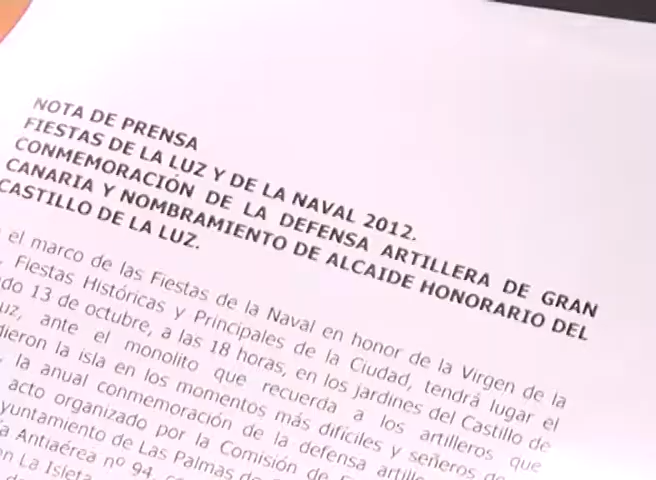 NOTA DE PRENSA
FIESTAS DE LA LUZ Y DE LA NAVAL 2012.
CONMEMORACIÓN DE LA DEFENSA ARTILLERA DE GRAN
CANARIA Y NOMBRAMIENTO DE ALCAIDE HONORARIO DEL
CASTILLO DE LA LUZ.
el marco de las Fiestas de la Naval en honor de la Virgen de la
Fiestas Históricas y Principales de la Ciudad, tendrá lugar el
do 13 de octubre, a las 18 horas, en los jardines del Castillo de
uz, ante el monolito que recuerda a los artilleros que
dieron la isla en los momentos más difíciles y señeros de
la anual conmemoración de la defensa artille
acto organizado por la Comisión de
yuntamiento de Las Palmas de
a Antiaérea nº 94,
n La Isleta